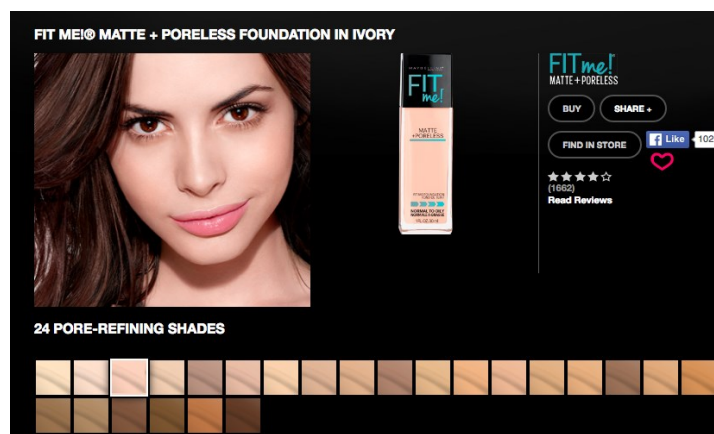 FIT ME!® MATTE + PORELESS FOUNDATION IN IVORY
MAYBELLINE
FIT
me!
MATTE
+PORELESS
NORMAL TO OILY
FITme!
MATTE+PORELESS
BUY
SHARE +
FIND IN STORE
Like
102
(1662)
Read Reviews
24 PORE-REFINING SHADES